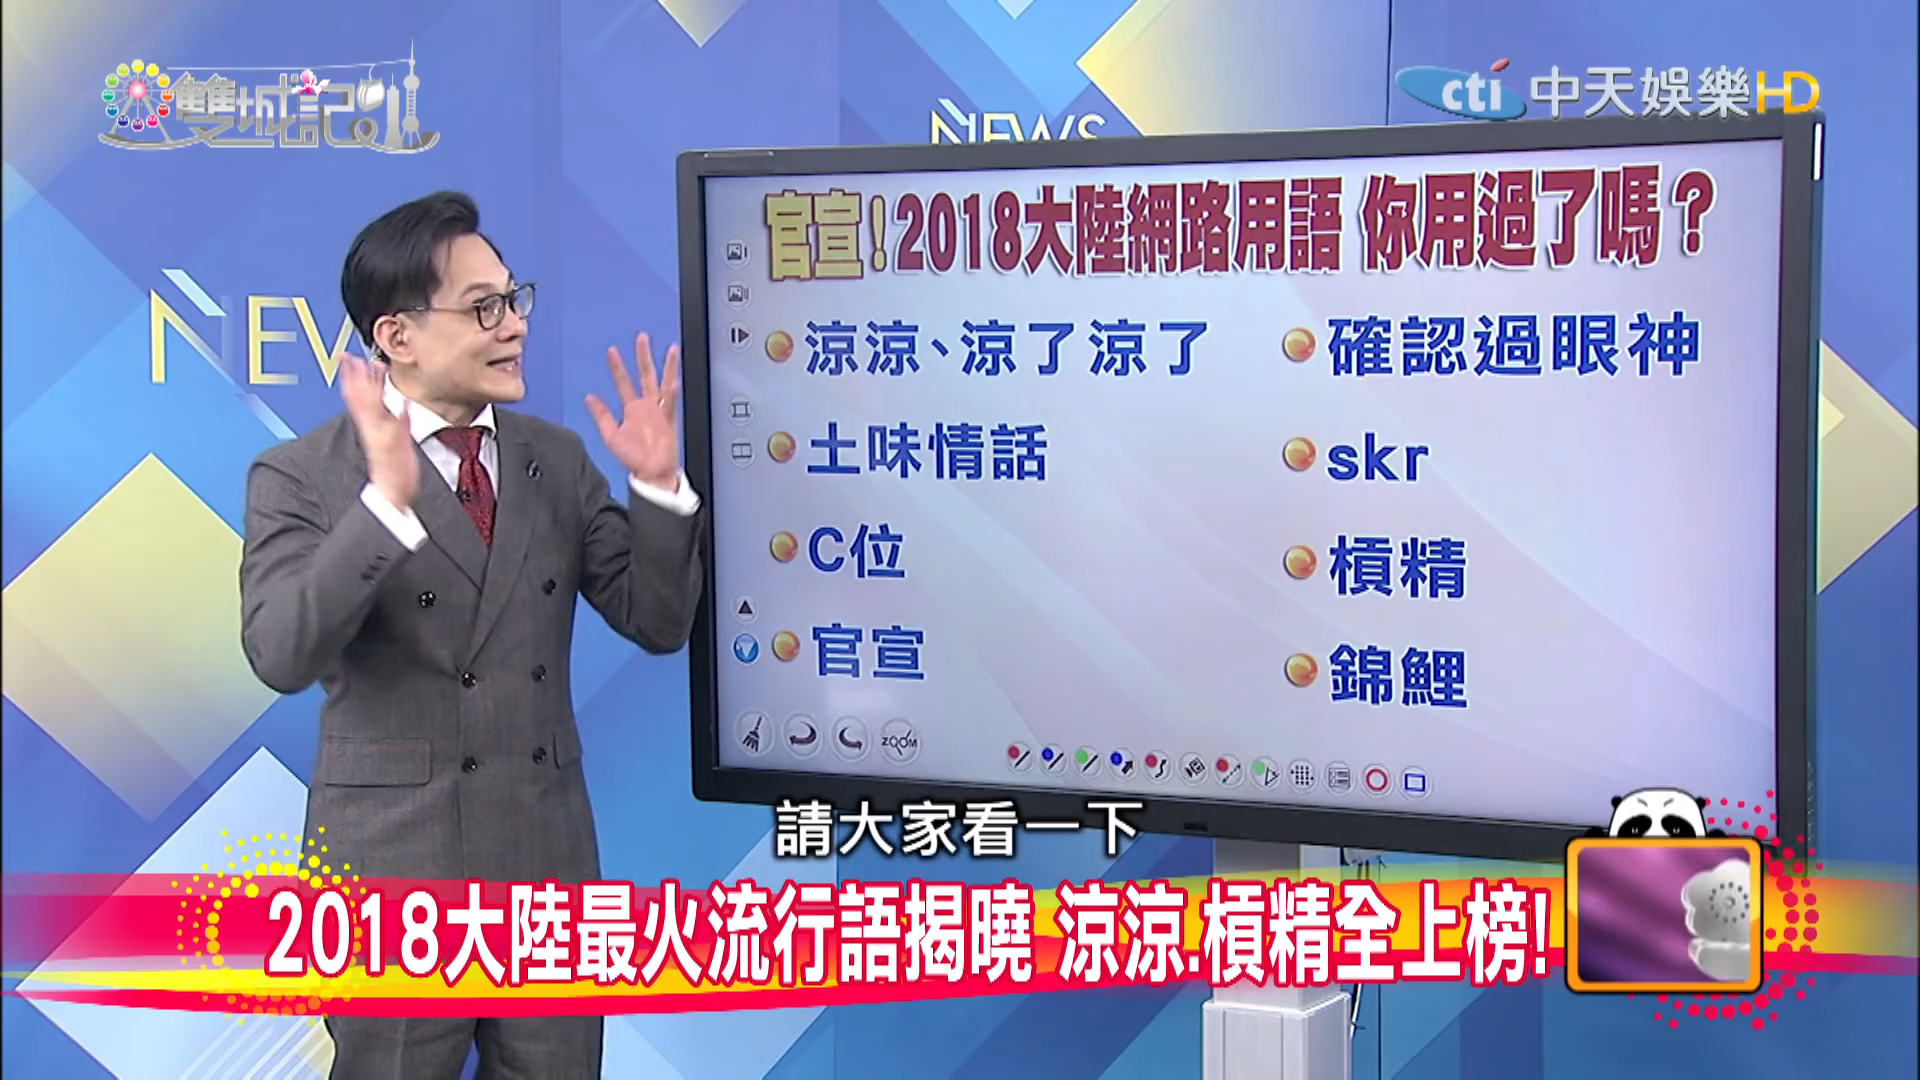 雙城記
cti 中天娛樂HD
NEWS
NEW
官宣!2018大陸網路用語 你用過了嗎?
涼涼、涼了涼了
確認過眼神
土味情話
skr
C位
槓精
官宣
錦鯉
ZOOM
請大家看一下
2018大陸最火流行語揭曉 涼涼.槓精全上榜!